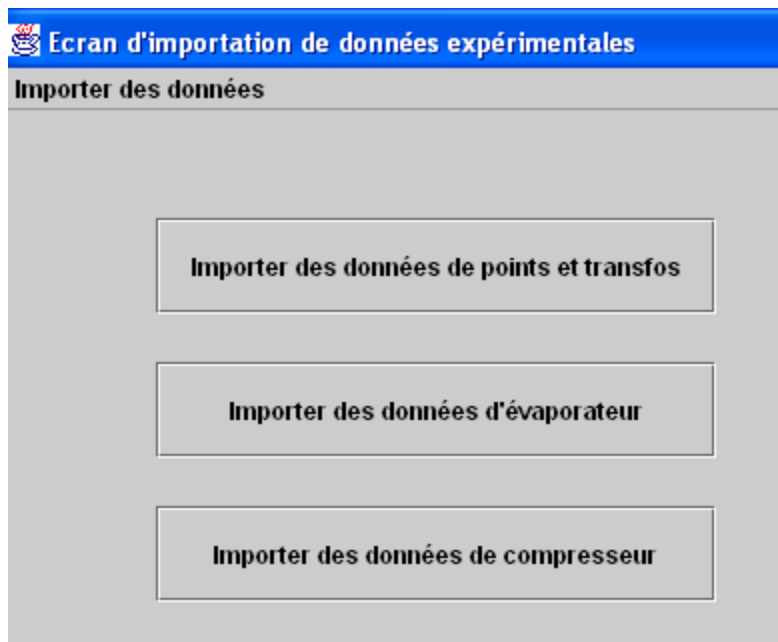 Ecran d'importation de données expérimentales
Importer des données
Importer des données de points et transfos
Importer des données d'évaporateur
Importer des données de compresseur